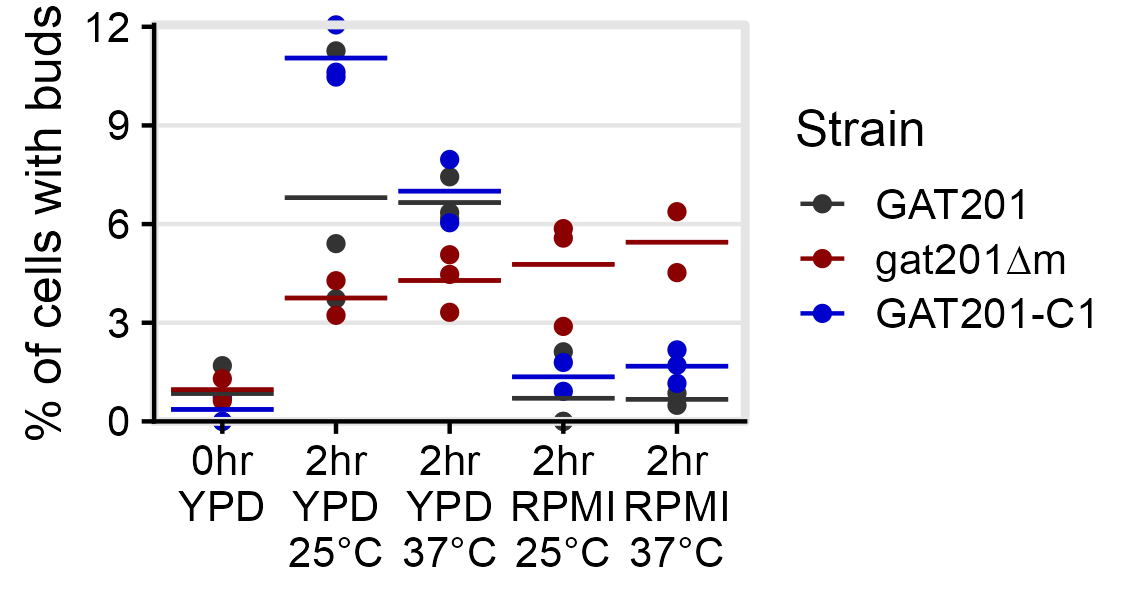 % of cells with buds
12
9
6
3
0
0hr
YPD
2hr
YPD
25°C
2hr
YPD
37°C
2hr
RPMI
25°C
2hr
RPMI
37°C
Strain
GAT201
gat201Δm
GAT201-C1